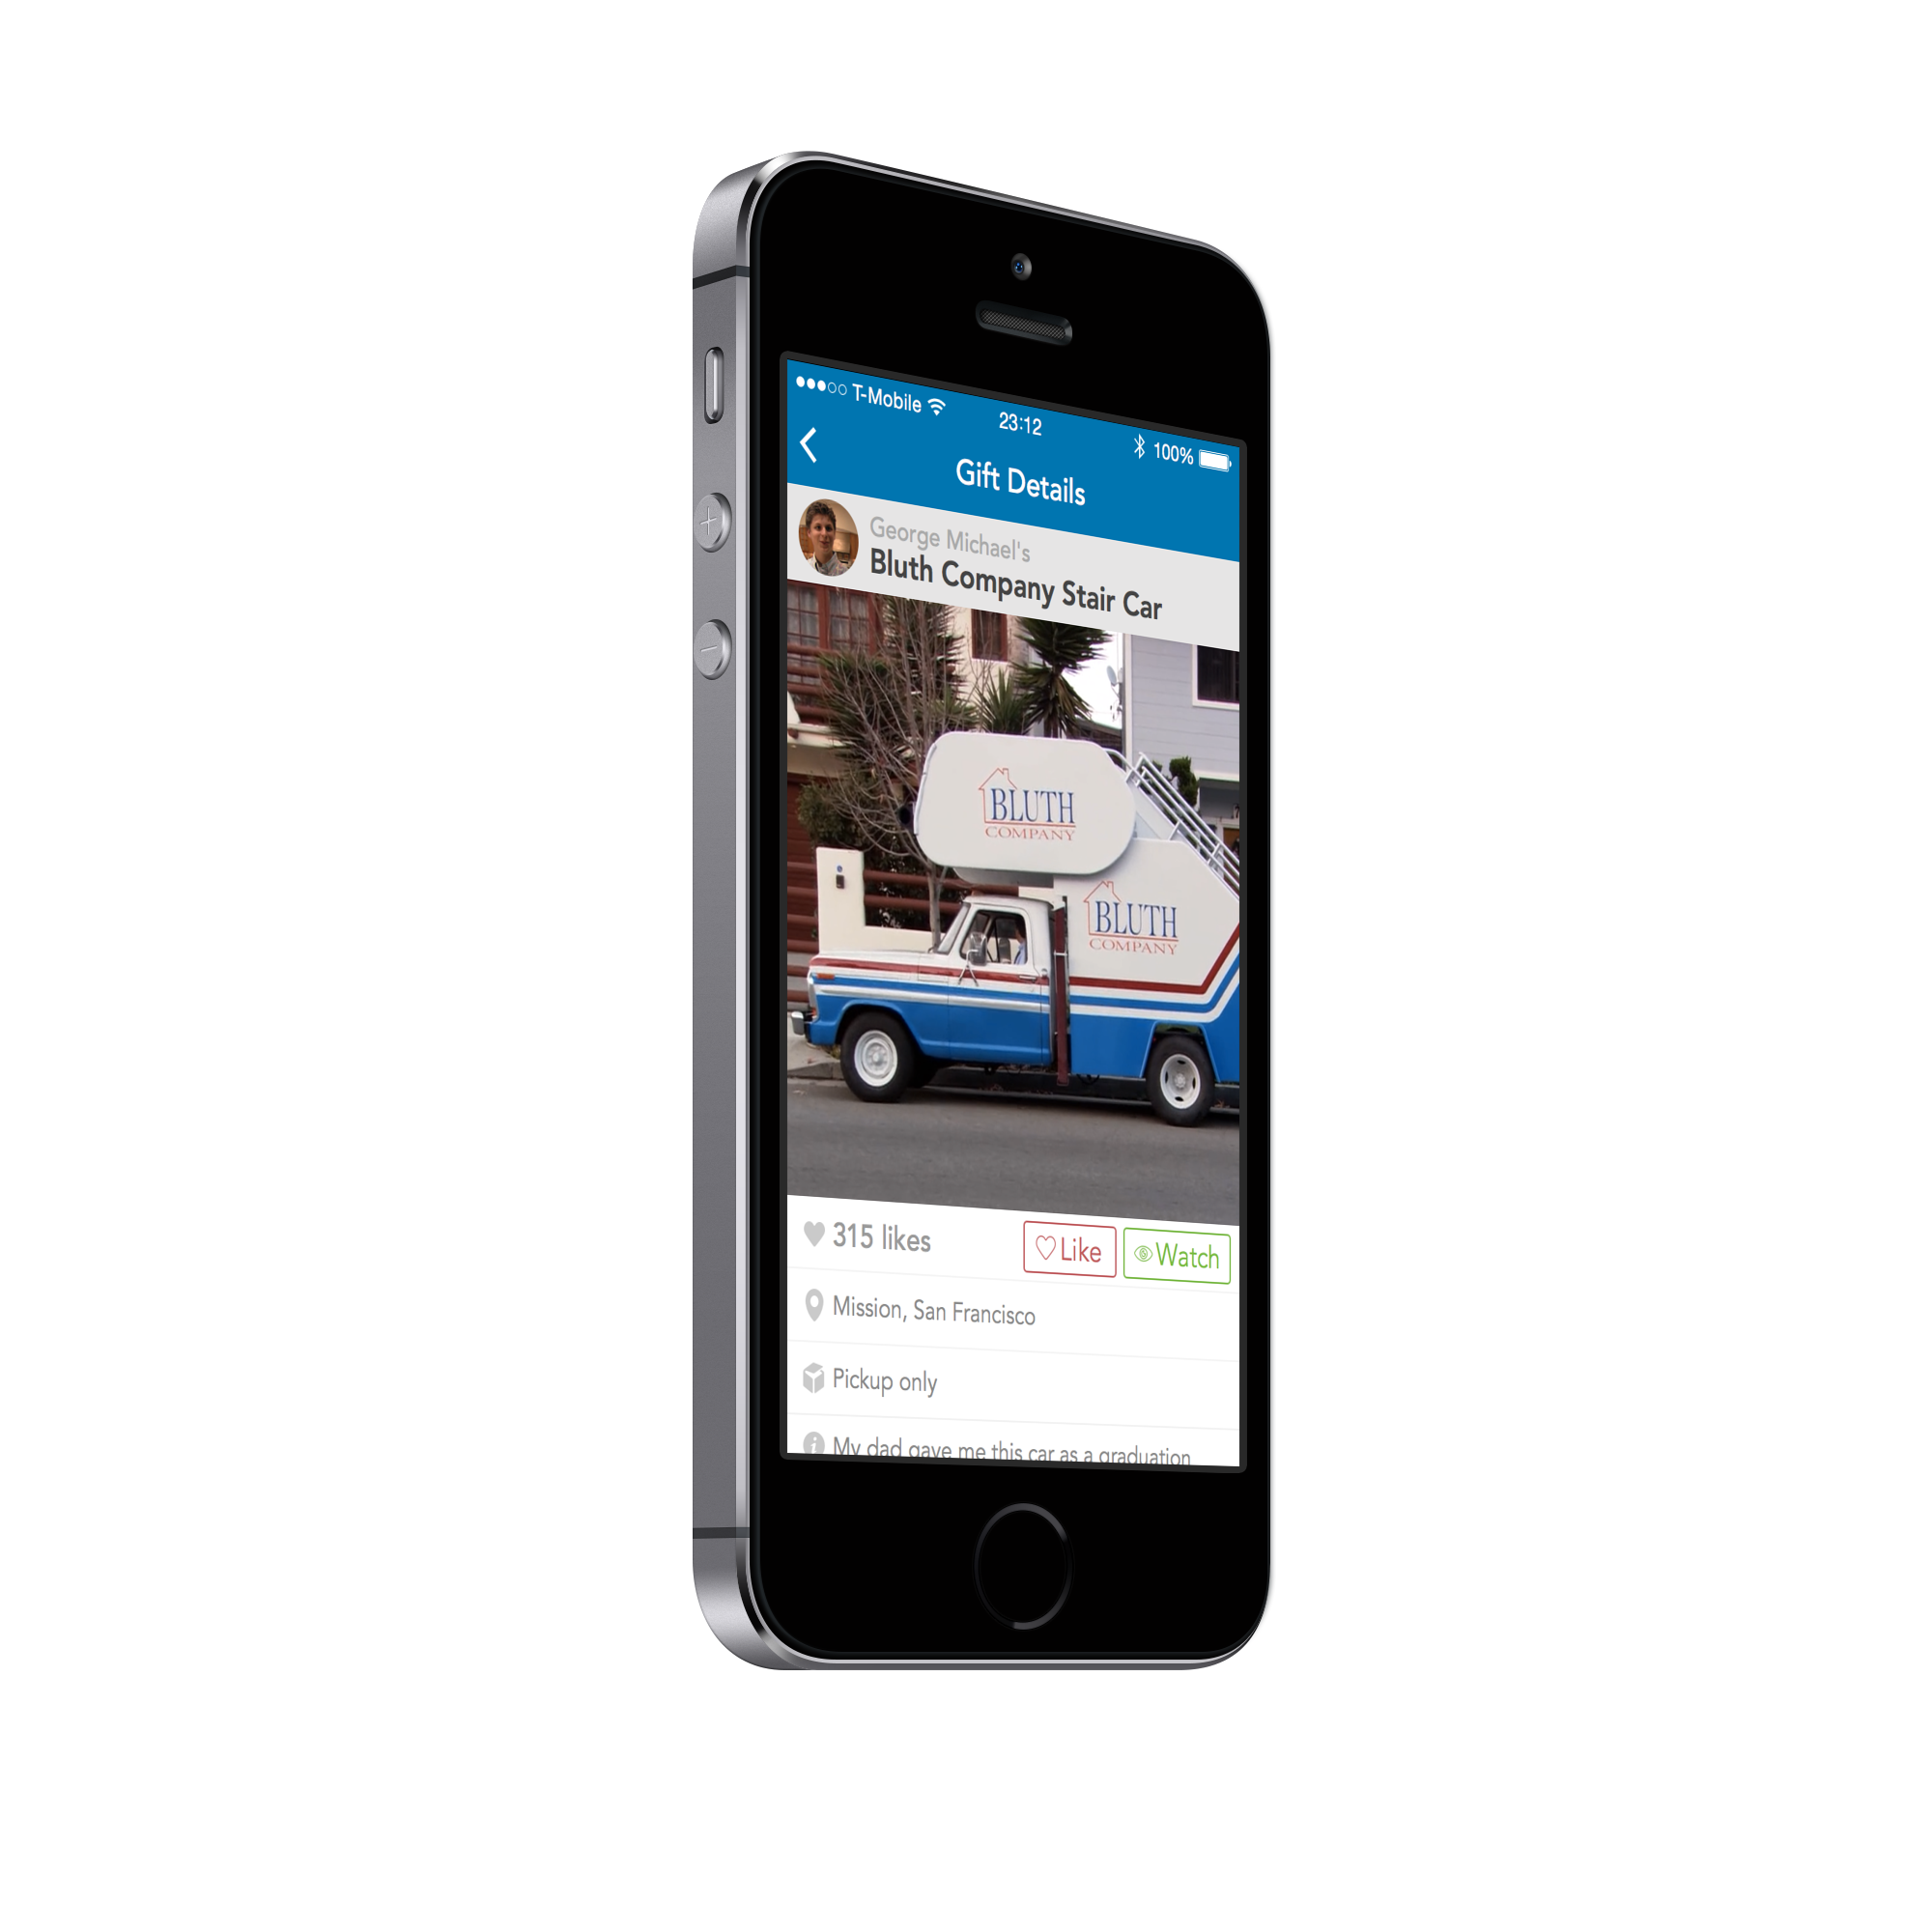 T-Mobile
23:12
100%
Gift Details
George Michael's
Bluth Company Stair Car
BLUTH
COMPANY
BLUTH
COMPANY
315 likes
Like
Watch
Mission, San Francisco
Pickup only
My dad gave me this car as a graduation